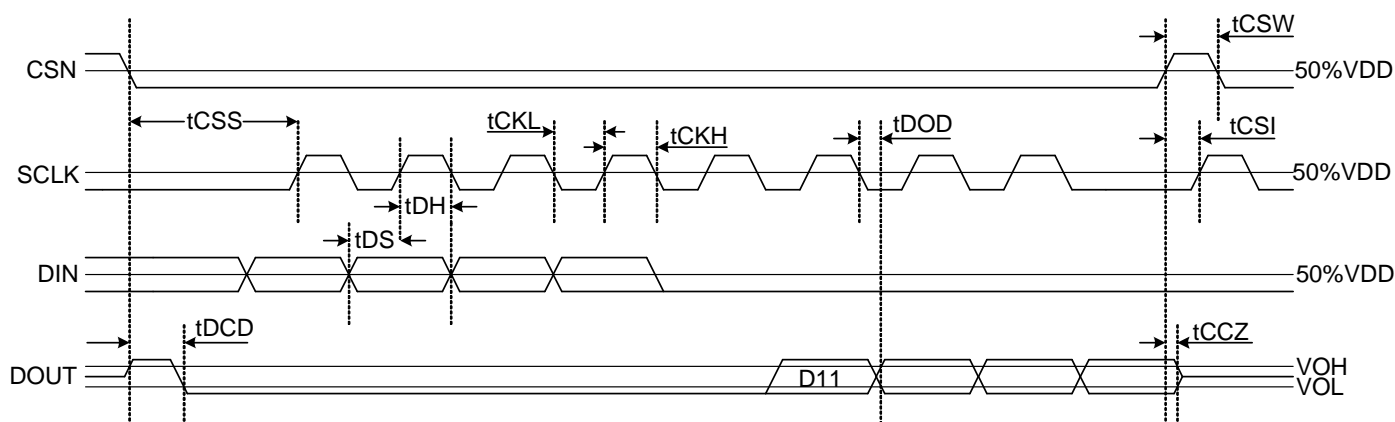 tCSW
CSN
50%VDD
tCSS
tCKL
tCKH
tDOD
tCSI
SCLK
50%VDD
tDH
tDS
DIN
50%VDD
tDCD
tCCZ
DOUT
D11
VOH
VOL